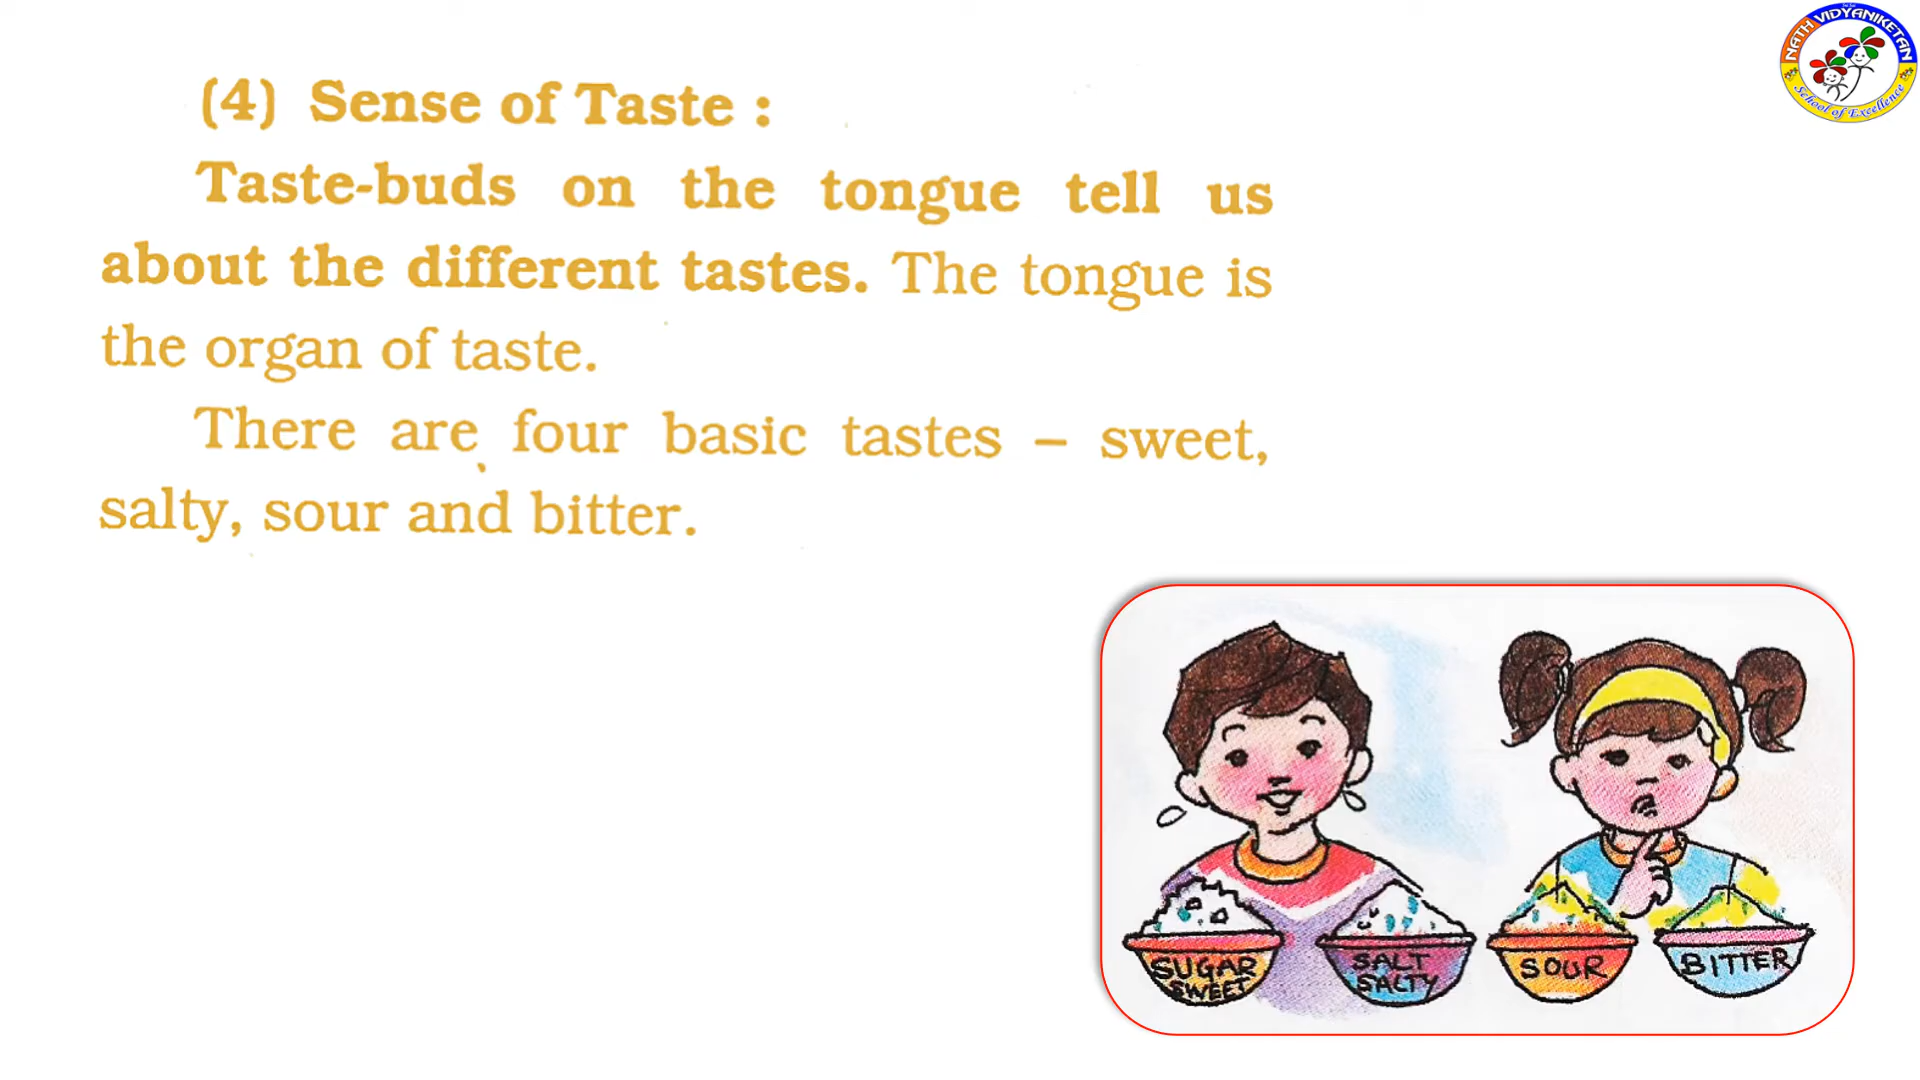 NATH VIDYANIKETAN
School of Excellence
(4) Sense of Taste :
Taste-buds on the tongue tell us
about the different tastes. The tongue is
the organ of taste.
There are four basic tastes – sweet,
salty, sour and bitter.
SUGAR
SWEET
SALT
SALTY
SOUR
BITTER